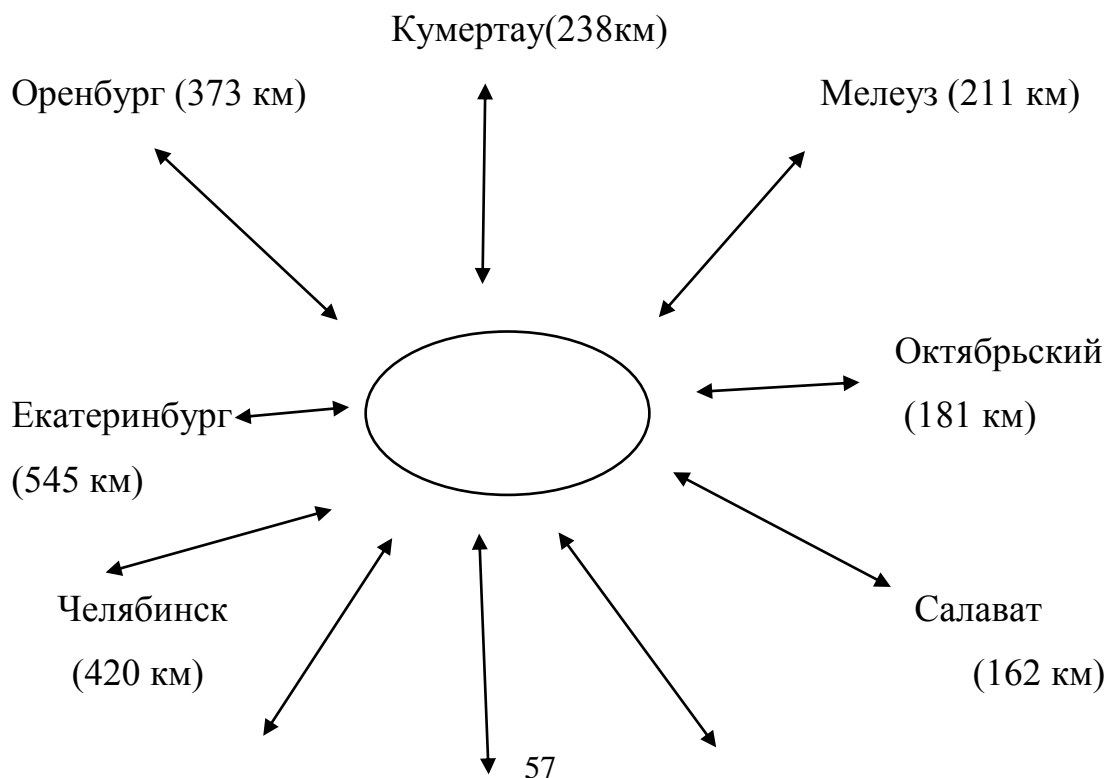 Кумертау(238км)
Оренбург (373 км)
Мелеуз (211 км)
Октябрьский
(181 км)
Екатеринбург
(545 км)
Челябинск
(420 км)
Салават
(162 км)
57